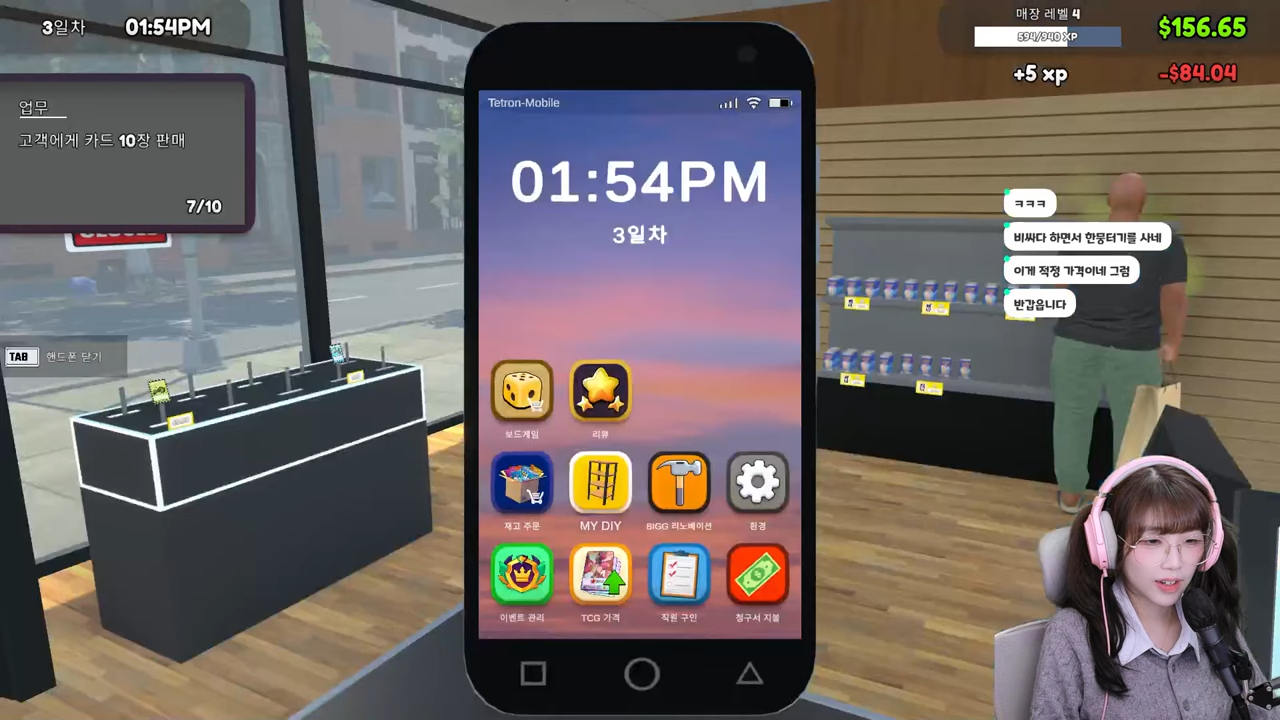 3일차
01:54PM
매장 레벨 4
594/940 XP
$156.65
+5 xp
-$84.04
업무
고객에게 카드 10장 판매
7/10
TAB
핸드폰 닫기
Tetron-Mobile
01:54PM
3일차
보드게임
리뷰
재고 주문
MY DIY
BIGG 리노베이션
환경
이벤트 관리
TCG 가격
직원 구인
청구서 지불
ㅋㅋㅋ
비싸다 하면서 한뭉터기를 사네
이게 적정 가격이네 그럼
반갑읍니다